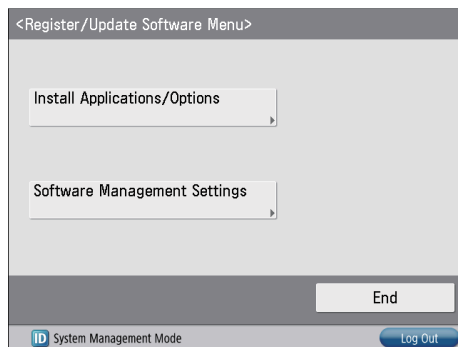 <Register/Update Software Menu>
Install Applications/Options
Software Management Settings
End
ID System Management Mode
Log Out